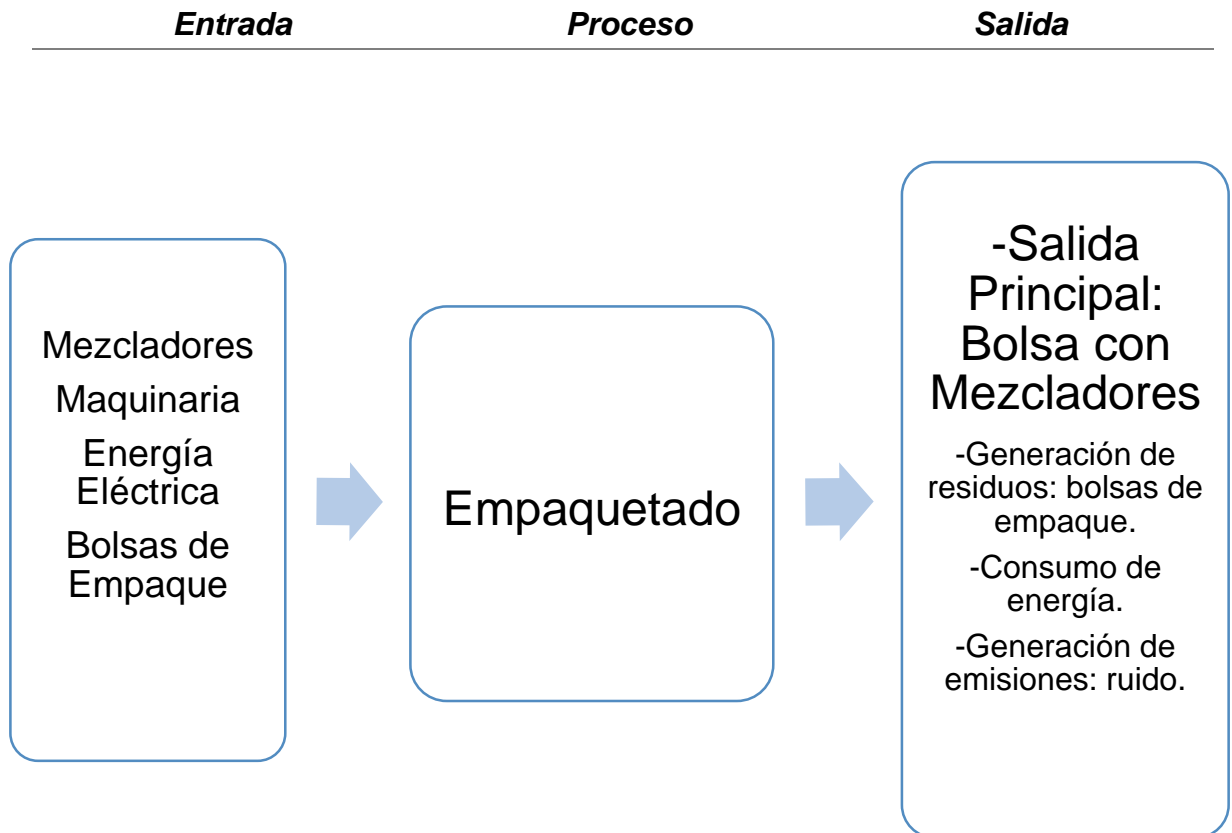 Entrada Proceso Salida
Mezcladores
Maquinaria
Energía
Eléctrica
Bolsas de
Empaque
Empaquetado
-Salida
Principal:
Bolsa con
Mezcladores
-Generación de
residuos: bolsas de
empaque.
-Consumo de
energía.
-Generación de
emisiones: ruido.